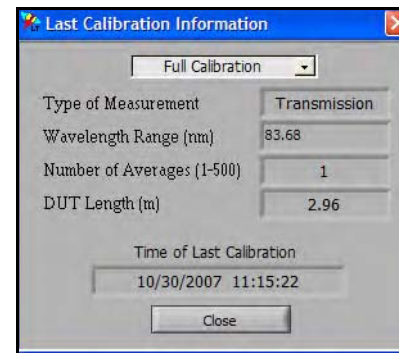 Last Calibration Information
Full Calibration
Type of Measurement Transmission
Wavelength Range (nm) 83.68
Number of Averages (1-500) 1
DUT Length (m) 2.96
Time of Last Calibration
10/30/2007 11:15:22
Close